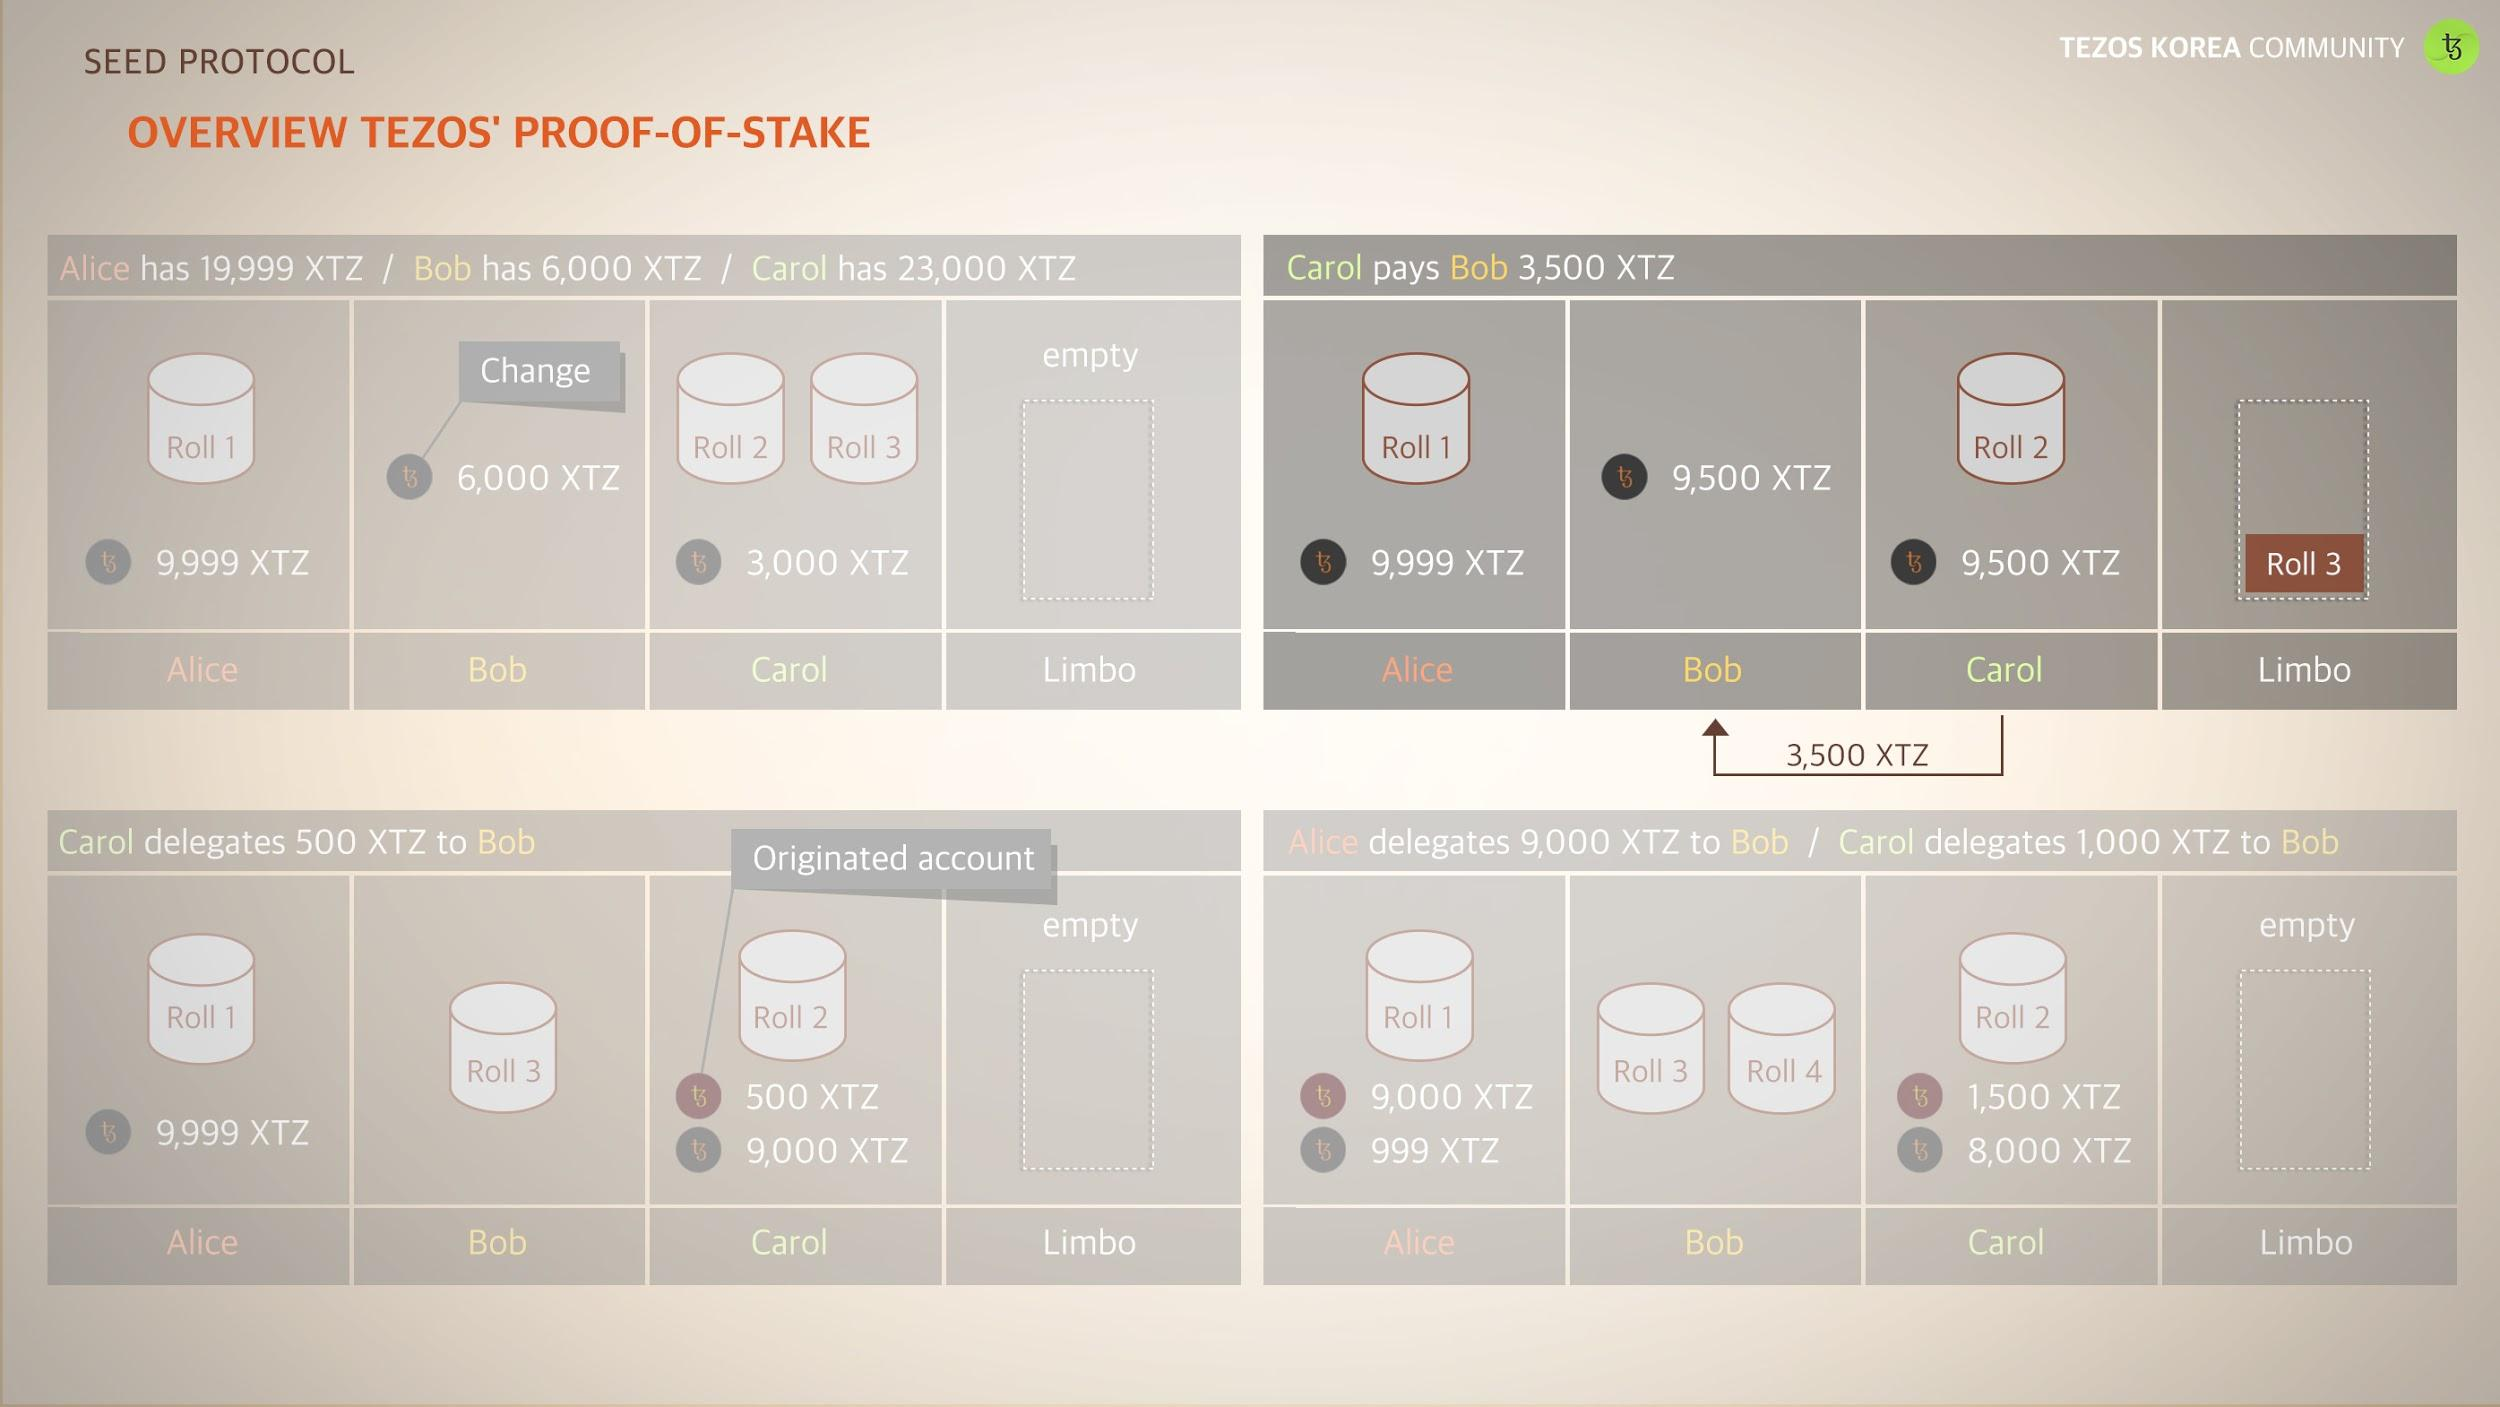 SEED PROTOCOL
TEZOS KOREA COMMUNITY
OVERVIEW TEZOS' PROOF-OF-STAKE
Alice has 19,999 XTZ / Bob has 6,000 XTZ / Carol has 23,000 XTZ
Change
empty
Roll 1
Roll 2
Roll 3
6,000 XTZ
9,999 XTZ
3,000 XTZ
Alice
Bob
Carol
Limbo
Carol pays Bob 3,500 XTZ
Roll 1
Roll 2
9,500 XTZ
9,999 XTZ
9,500 XTZ
Roll 3
Alice
Bob
Carol
Limbo
3,500 XTZ
Carol delegates 500 XTZ to Bob
Originated account
empty
Roll 1
Roll 2
Roll 3
500 XTZ
9,999 XTZ
9,000 XTZ
Alice
Bob
Carol
Limbo
Alice delegates 9,000 XTZ to Bob / Carol delegates 1,000 XTZ to Bob
empty
Roll 1
Roll 2
Roll 3
Roll 4
9,000 XTZ
1,500 XTZ
999 XTZ
8,000 XTZ
Alice
Bob
Carol
Limbo